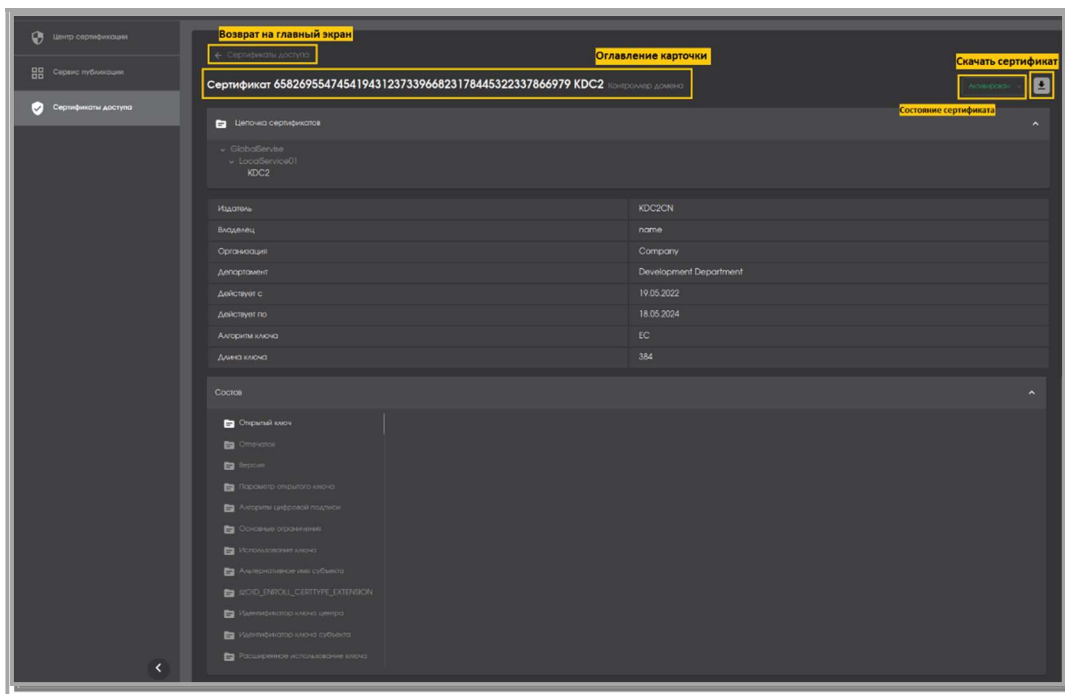 Центр сертификации
Сервис публикации
Сертификаты доступа
Возврат на главный экран
← Сертификаты доступа
Оглавление карточки
Скачать сертификат
Сертификат 65826955474541943123733966823178445322337866979 KDC2 Контроллер домена
Активирован
Состояние сертификата
Цепочка сертификатов
GlobalServise
LocalService01
KDC2
Издатель KDC2CN
Владелец name
Организация Company
Департамент Development Department
Действует с 19.05.2022
Действует по 18.05.2024
Алгоритм ключа EC
Длина ключа 384
Состав
Открытый ключ
Отпечаток
Версия
Параметр открытого ключа
Алгоритм цифровой подписи
Основные ограничения
Использование ключа
Альтернативное имя субъекта
szOID_ENROLL_CERTTYPE_EXTENSION
Идентификатор ключа центра
Идентификатор ключа субъекта
Расширенное использование ключа